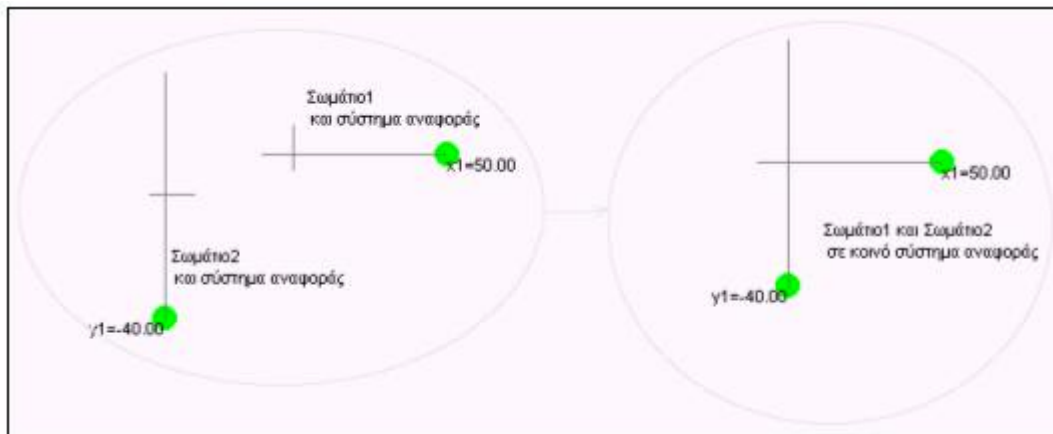 Σωμάτιο1
και σύστημα αναφοράς
x1=50.00
Σωμάτιο2
και σύστημα αναφοράς
y1=-40.00
x1=50.00
Σωμάτιο1 και Σωμάτιο2
σε κοινό σύστημα αναφοράς
y1=-40.00